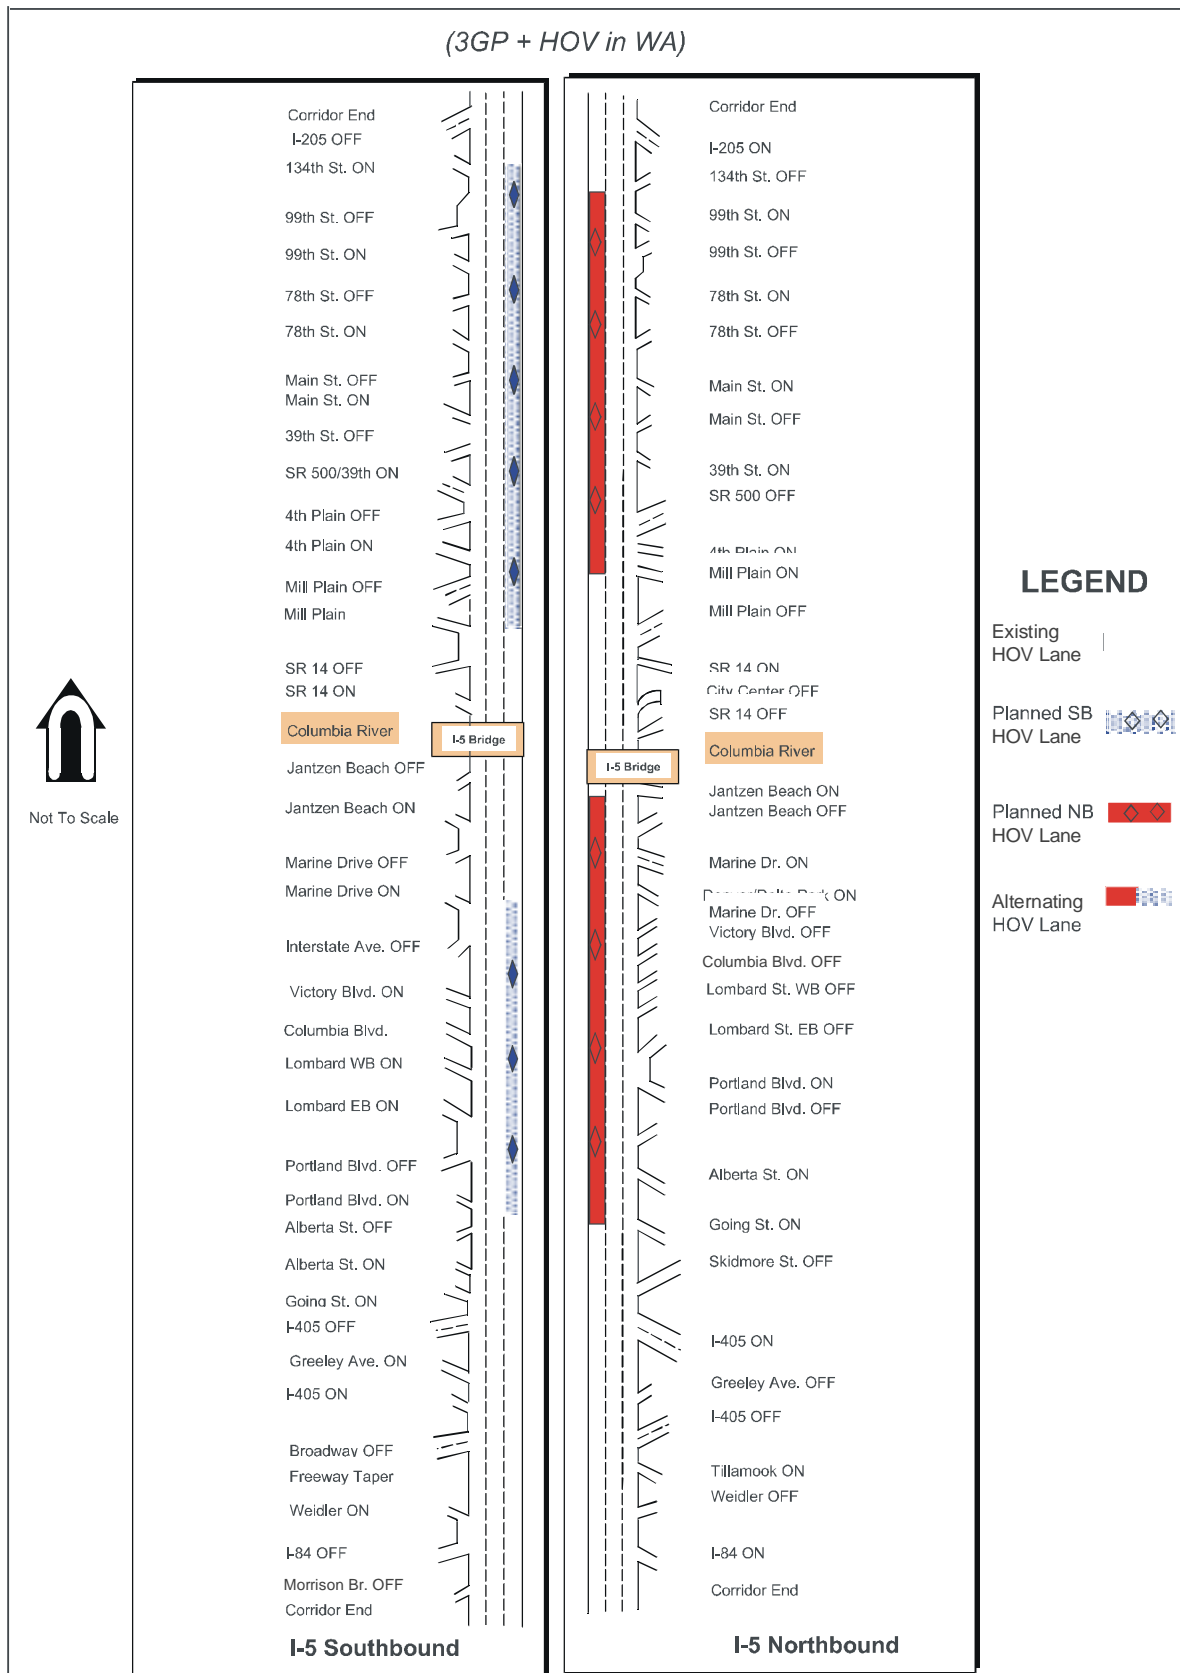 (3GP + HOV in WA)
Corridor End
I-205 OFF
134th St. ON
99th St. OFF
99th St. ON
78th St. OFF
78th St. ON
Main St. OFF
Main St. ON
39th St. OFF
SR 500/39th ON
4th Plain OFF
4th Plain ON
Mill Plain OFF
Mill Plain
SR 14 OFF
SR 14 ON
Columbia River
I-5 Bridge
Jantzen Beach OFF
Jantzen Beach ON
Marine Drive OFF
Marine Drive ON
Interstate Ave. OFF
Victory Blvd. ON
Columbia Blvd.
Lombard WB ON
Lombard EB ON
Portland Blvd. OFF
Portland Blvd. ON
Alberta St. OFF
Alberta St. ON
Going St. ON
I-405 OFF
Greeley Ave. ON
I-405 ON
Broadway OFF
Freeway Taper
Weidler ON
I-84 OFF
Morrison Br. OFF
Corridor End
I-5 Southbound
Corridor End
I-205 ON
134th St. OFF
99th St. ON
99th St. OFF
78th St. ON
78th St. OFF
Main St. ON
Main St. OFF
39th St. ON
SR 500 OFF
4th Plain ON
Mill Plain ON
Mill Plain OFF
SR 14 ON
City Center OFF
SR 14 OFF
Columbia River
I-5 Bridge
Jantzen Beach ON
Jantzen Beach OFF
Marine Dr. ON
Denver/Delta Park ON
Marine Dr. OFF
Victory Blvd. OFF
Columbia Blvd. OFF
Lombard St. WB OFF
Lombard St. EB OFF
Portland Blvd. ON
Portland Blvd. OFF
Alberta St. ON
Going St. ON
Skidmore St. OFF
I-405 ON
Greeley Ave. OFF
I-405 OFF
Tillamook ON
Weidler OFF
I-84 ON
Corridor End
I-5 Northbound
Not To Scale
LEGEND
Existing
HOV Lane
Planned SB
HOV Lane
Planned NB
HOV Lane
Alternating
HOV Lane